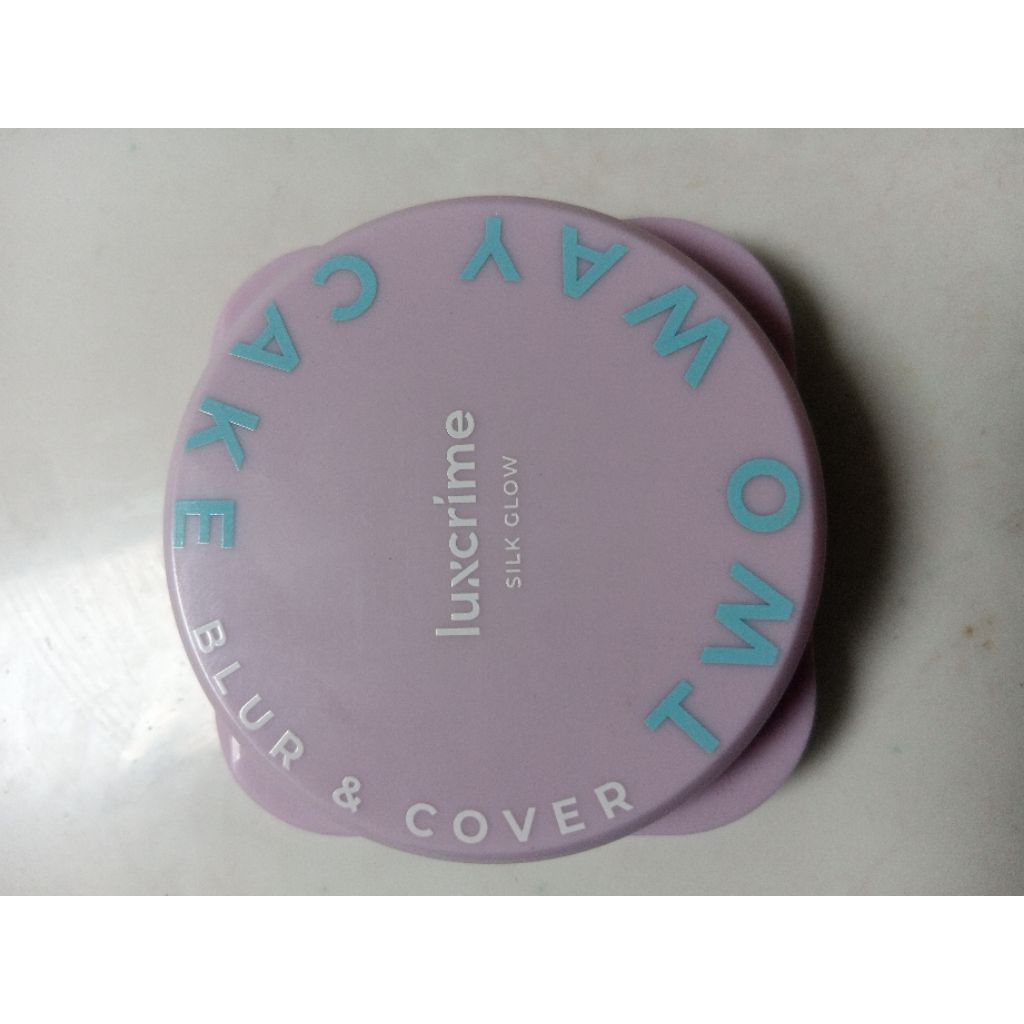 luxcrime
SILK GLOW
TWO WAY CAKE
BLUR & COVER